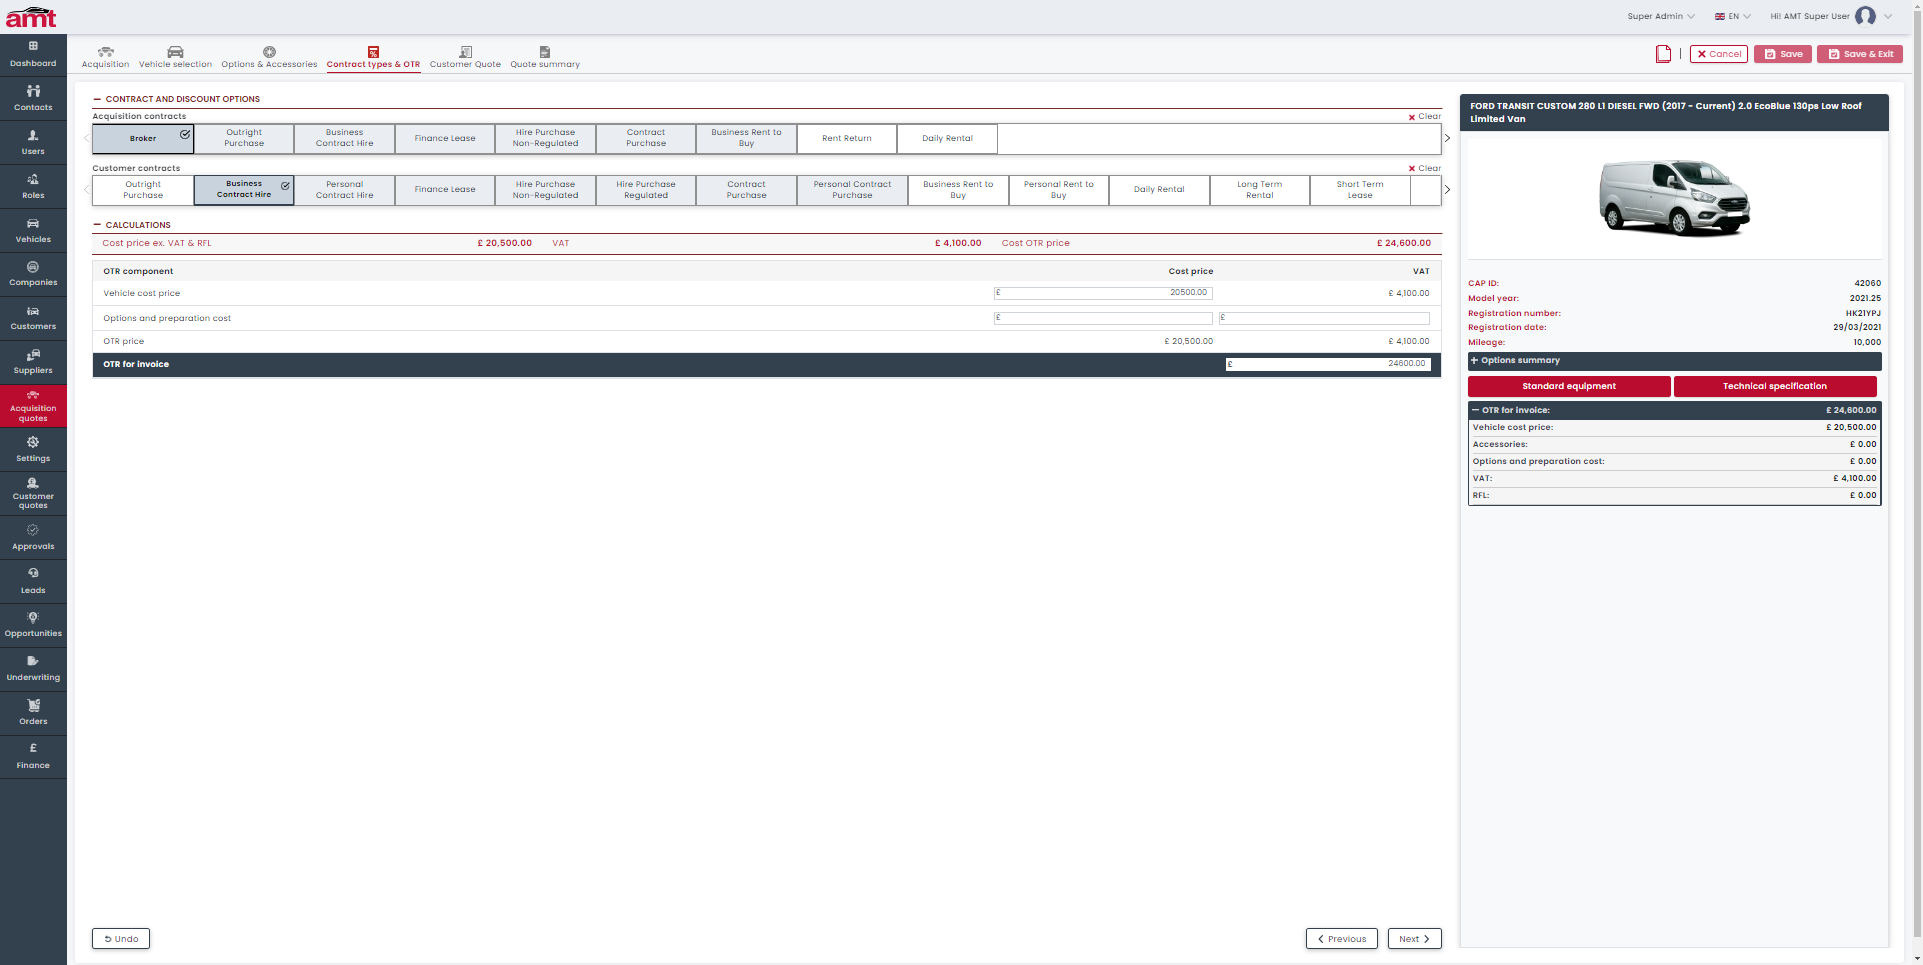 amt
Super Admin
EN
Hi! AMT Super User
Dashboard
Contacts
Users
Roles
Vehicles
Companies
Customers
Suppliers
Acquisition
quotes
Settings
Customer
quotes
Approvals
Leads
Opportunities
Underwriting
Orders
£
Finance
Acquisition
Vehicle selection
Options & Accessories
Contract types & OTR
Customer Quote
Quote summary
Cancel
Save
Save & Exit
CONTRACT AND DISCOUNT OPTIONS
Acquisition contracts
Clear
Broker
Outright
Purchase
Business
Contract Hire
Finance Lease
Hire Purchase
Non-Regulated
Contract
Purchase
Business Rent to
Buy
Rent Return
Daily Rental
Customer contracts
Clear
Outright
Purchase
Business
Contract Hire
Personal
Contract Hire
Finance Lease
Hire Purchase
Non-Regulated
Hire Purchase
Regulated
Contract
Purchase
Personal Contract
Purchase
Business Rent to
Buy
Personal Rent to
Buy
Daily Rental
Long Term
Rental
Short Term
Lease
CALCULATIONS
Cost price ex. VAT & RFL £ 20,500.00 VAT £ 4,100.00 Cost OTR price £ 24,600.00
OTR component Cost price VAT
Vehicle cost price £ 20500.00 £ 4,100.00
Options and preparation cost £ £
OTR price £ 20,500.00 £ 4,100.00
OTR for invoice £ 24600.00
Undo
Previous
Next
FORD TRANSIT CUSTOM 280 L1 DIESEL FWD (2017 - Current) 2.0 EcoBlue 130ps Low Roof
Limited Van
CAP ID: 42060
Model year: 2021.25
Registration number: HK21YPJ
Registration date: 29/03/2021
Mileage: 10,000
+ Options summary
Standard equipment
Technical specification
OTR for invoice: £ 24,600.00
Vehicle cost price: £ 20,500.00
Accessories: £ 0.00
Options and preparation cost: £ 0.00
VAT: £ 4,100.00
RFL: £ 0.00